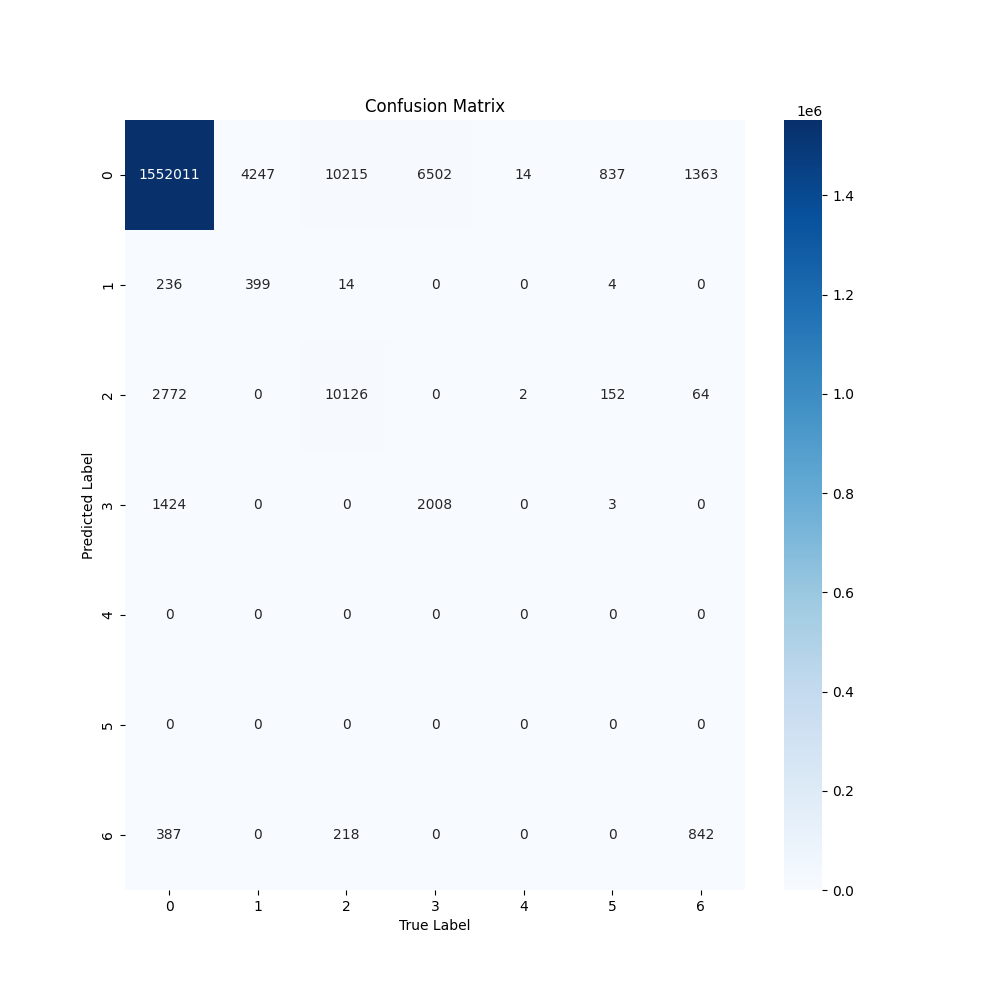 Confusion Matrix
1e6
0 1552011 4247 10215 6502 14 837 1363
1 236 399 14 0 0 4 0
2 2772 0 10126 0 2 152 64
3 1424 0 0 2008 0 3 0
4 0 0 0 0 0 0 0
5 0 0 0 0 0 0 0
6 387 0 218 0 0 0 842
0 1 2 3 4 5 6
True Label
Predicted Label
1.4
1.2
1.0
0.8
0.6
0.4
0.2
0.0